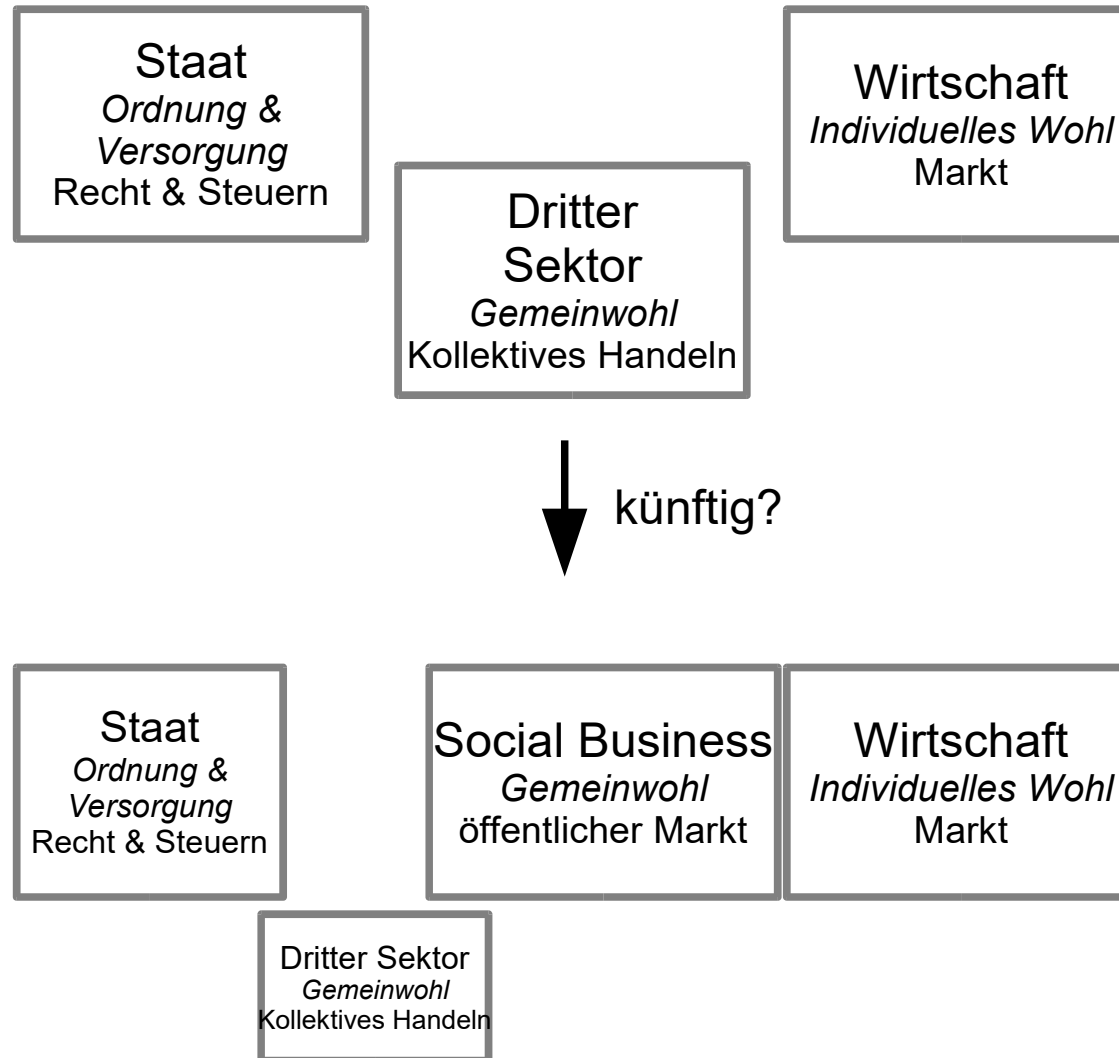 Staat
Ordnung &
Versorgung
Recht & Steuern
Wirtschaft
Individuelles Wohl
Markt
Dritter
Sektor
Gemeinwohl
Kollektives Handeln
künftig?
Staat
Ordnung &
Versorgung
Recht & Steuern
Social Business
Gemeinwohl
öffentlicher Markt
Wirtschaft
Individuelles Wohl
Markt
Dritter Sektor
Gemeinwohl
Kollektives Handeln